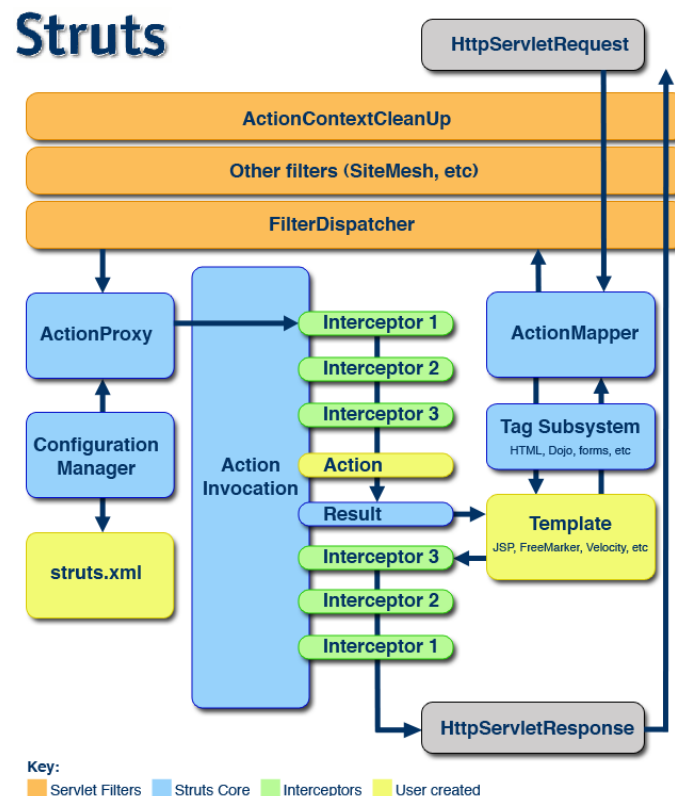 Struts
HttpServletRequest
ActionContextCleanUp
Other filters (SiteMesh, etc)
FilterDispatcher
ActionProxy
Interceptor 1
ActionMapper
Interceptor 2
Interceptor 3
Configuration
Manager
Action
Invocation
Action
Tag Subsystem
HTML, Dojo, forms, etc
Result
Template
JSP, FreeMarker, Velocity, etc
struts.xml
Interceptor 3
Interceptor 2
Interceptor 1
HttpServletResponse
Key:
Servlet Filters
Struts Core
Interceptors
User created